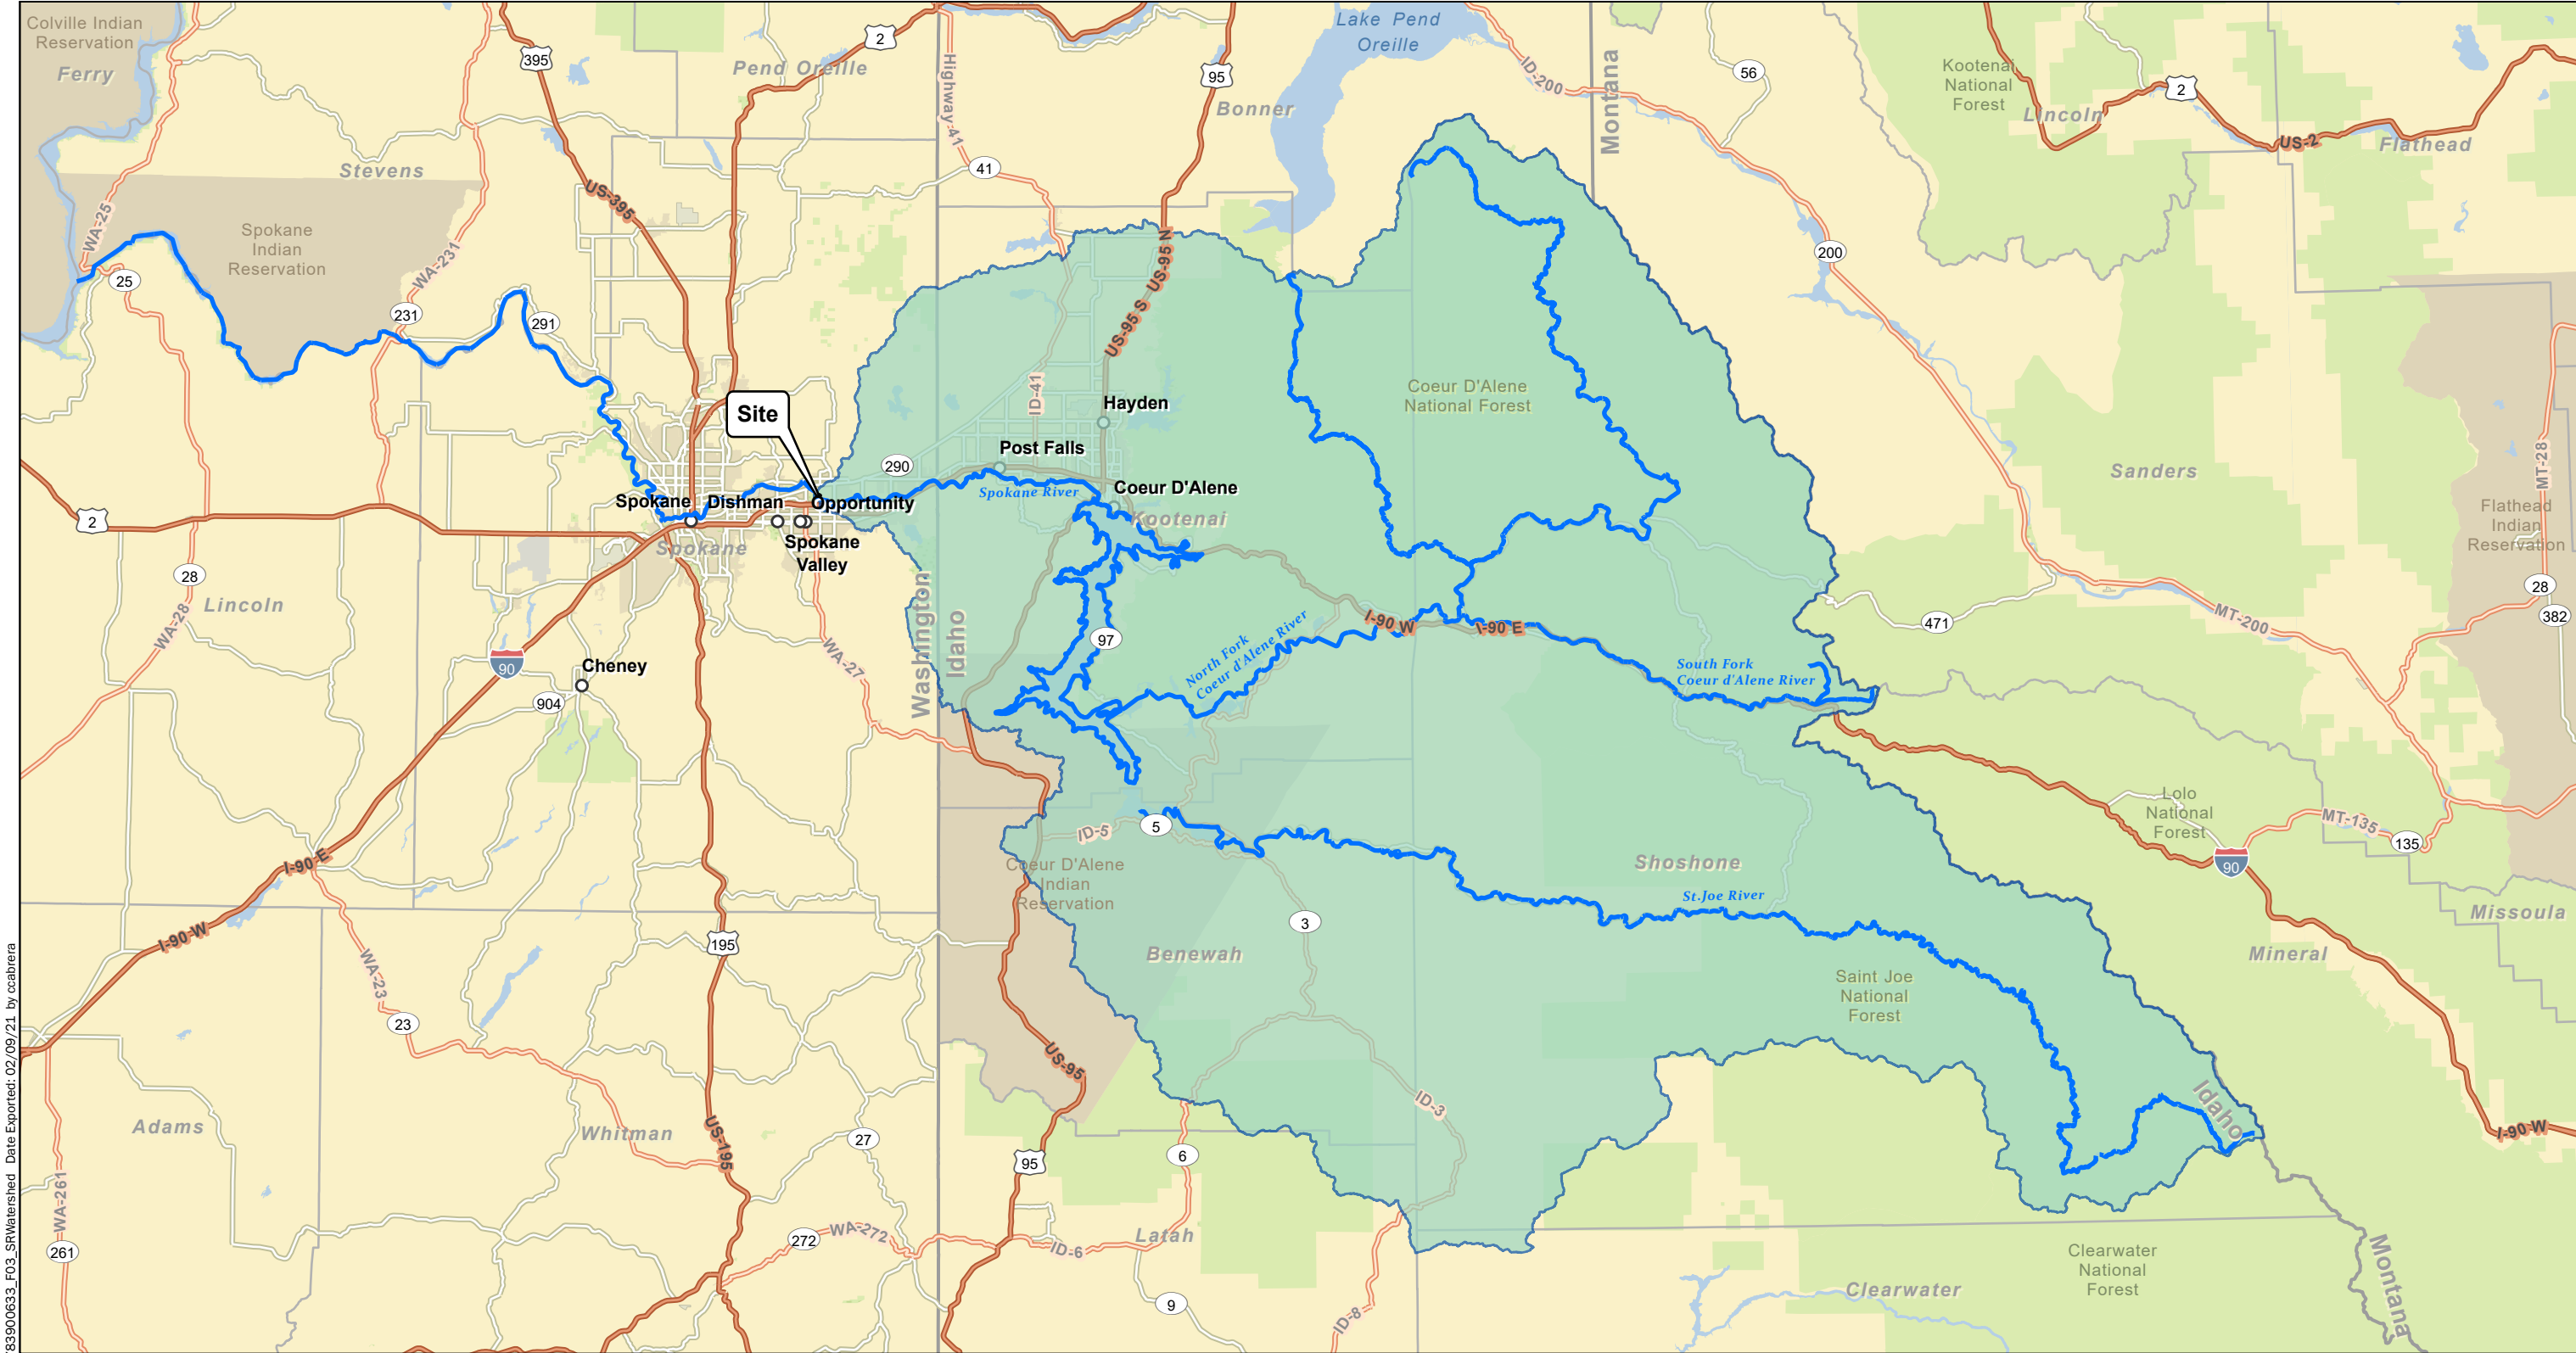 Colville Indian
Reservation
Ferry
395
2
Pend Oreille
Highway 41
95
Bonner
Lake Pend
Oreille
ID-200
Montana
56
Kootenai
National
Forest
Lincoln
2
US-2
Flathead
Stevens
US-395
41
WA-25
Spokane
Indian
Reservation
WA-231
25
231
291
US-95 N
US-95 S
200
ID-41
Hayden
Coeur D'Alene
National Forest
Site
Post Falls
290
Spokane River
Coeur D'Alene
Kootenai
Sanders
MT-28
Flathead
Indian
Reservation
2
Spokane
Dishman
Opportunity
Spokane
Spokane
Valley
28
Lincoln
WA-28
Washington
Idaho
97
North Fork
Coeur d'Alene River
I-90 W
I-90 E
471
MT-200
28
382
90
Cheney
904
WA-27
South Fork
Coeur d'Alene River
Lolo
National
Forest
MT-135
135
90
ID-5
5
Coeur D'Alene
Indian
Reservation
Shoshone
St.Joe River
I-90 E
I-90 W
195
3
Benewah
Missoula
Mineral
WA-23
23
Saint Joe
National
Forest
US-95
ID-3
Idaho
I-90 W
Adams
Whitman
US-195
27
95
6
WA-261
261
272
WA-272
ID-6
Latah
9
ID-8
Clearwater
Clearwater
National
Forest
Montana
783900633_F03_SRWatershed Date Exported: 02/09/21 by ccabrera